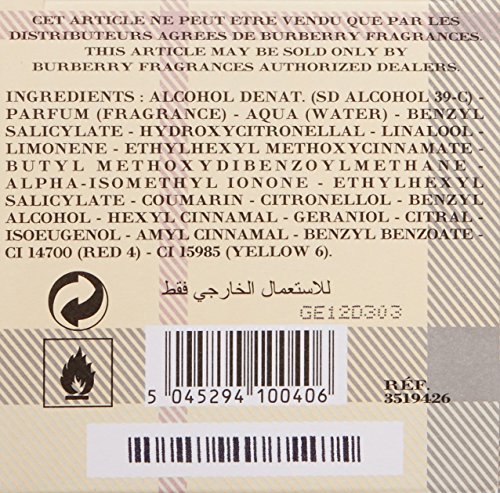 CET ARTICLE NE PEUT ETRE VENDU QUE PAR LES
DISTRIBUTEURS AGREES DE BURBERRY FRAGRANCES.
THIS ARTICLE MAY BE SOLD ONLY BY
BURBERRY FRAGRANCES AUTHORIZED DEALERS.
INGREDIENTS : ALCOHOL DENAT. (SD ALCOHOL 39-C) -
PARFUM (FRAGRANCE) - AQUA (WATER) - BENZYL
SALICYLATE - HYDROXYCITRONELLAL - LINALOOL -
LIMONENE - ETHYLHEXYL METHOXYCINNAMATE -
BUTYL METHOXYDIBENZOYLMETHANE -
ALPHA-ISOMETHYL IONONE - ETHYLHEXYL
SALICYLATE - COUMARIN - CITRONELLOL - BENZYL
ALCOHOL - HEXYL CINNAMAL - GERANIOL - CITRAL -
ISOEUGENOL - AMYL CINNAMAL - BENZYL BENZOATE -
CI 14700 (RED 4) - CI 15985 (YELLOW 6).
للاستعمال الخارجي فقط
GE12D303
5 045294 100406
RÉF.
3519426